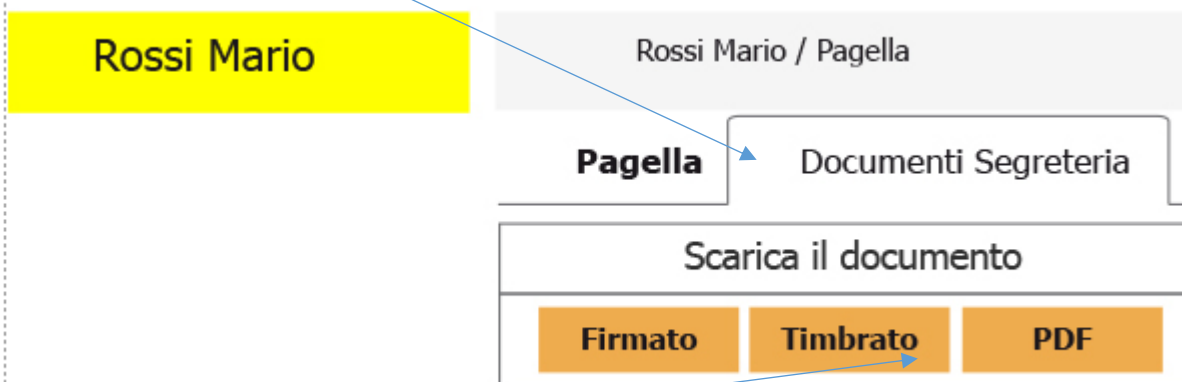 Rossi Mario
Rossi Mario / Pagella
Pagella Documenti Segreteria
Scarica il documento
Firmato Timbrato PDF